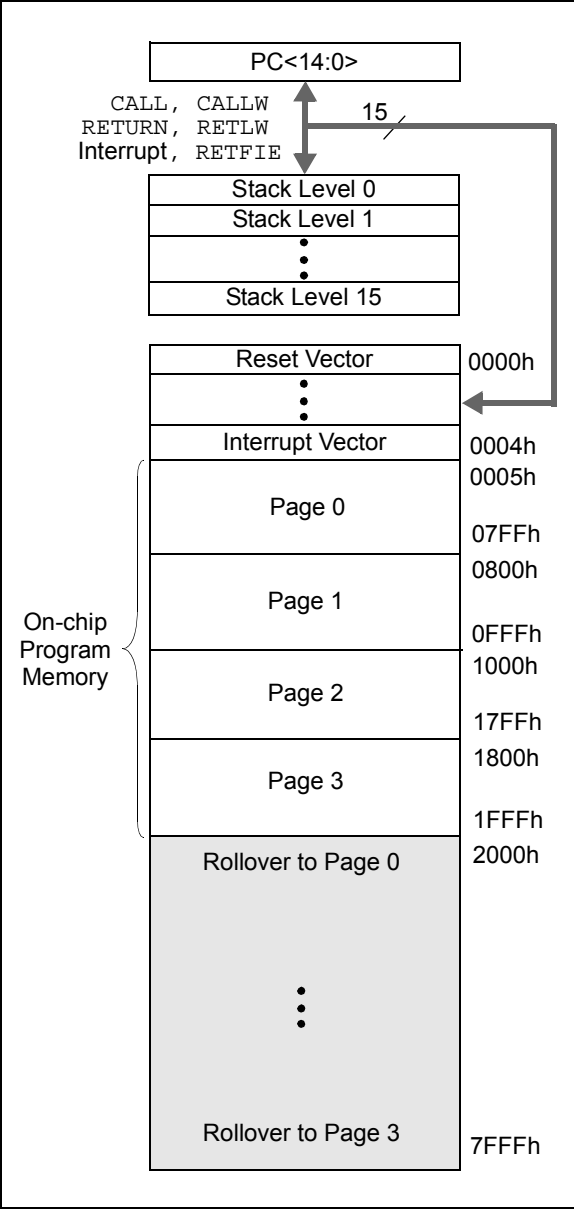 PC<14:0>
CALL, CALLW
15
RETURN, RETLW
Interrupt, RETFIE
Stack Level 0
Stack Level 1
Stack Level 15
Reset Vector
0000h
Interrupt Vector
0004h
0005h
Page 0
07FFh
0800h
Page 1
On-chip
Program
Memory
0FFFh
1000h
Page 2
17FFh
1800h
Page 3
1FFFh
Rollover to Page 0
2000h
Rollover to Page 3
7FFFh